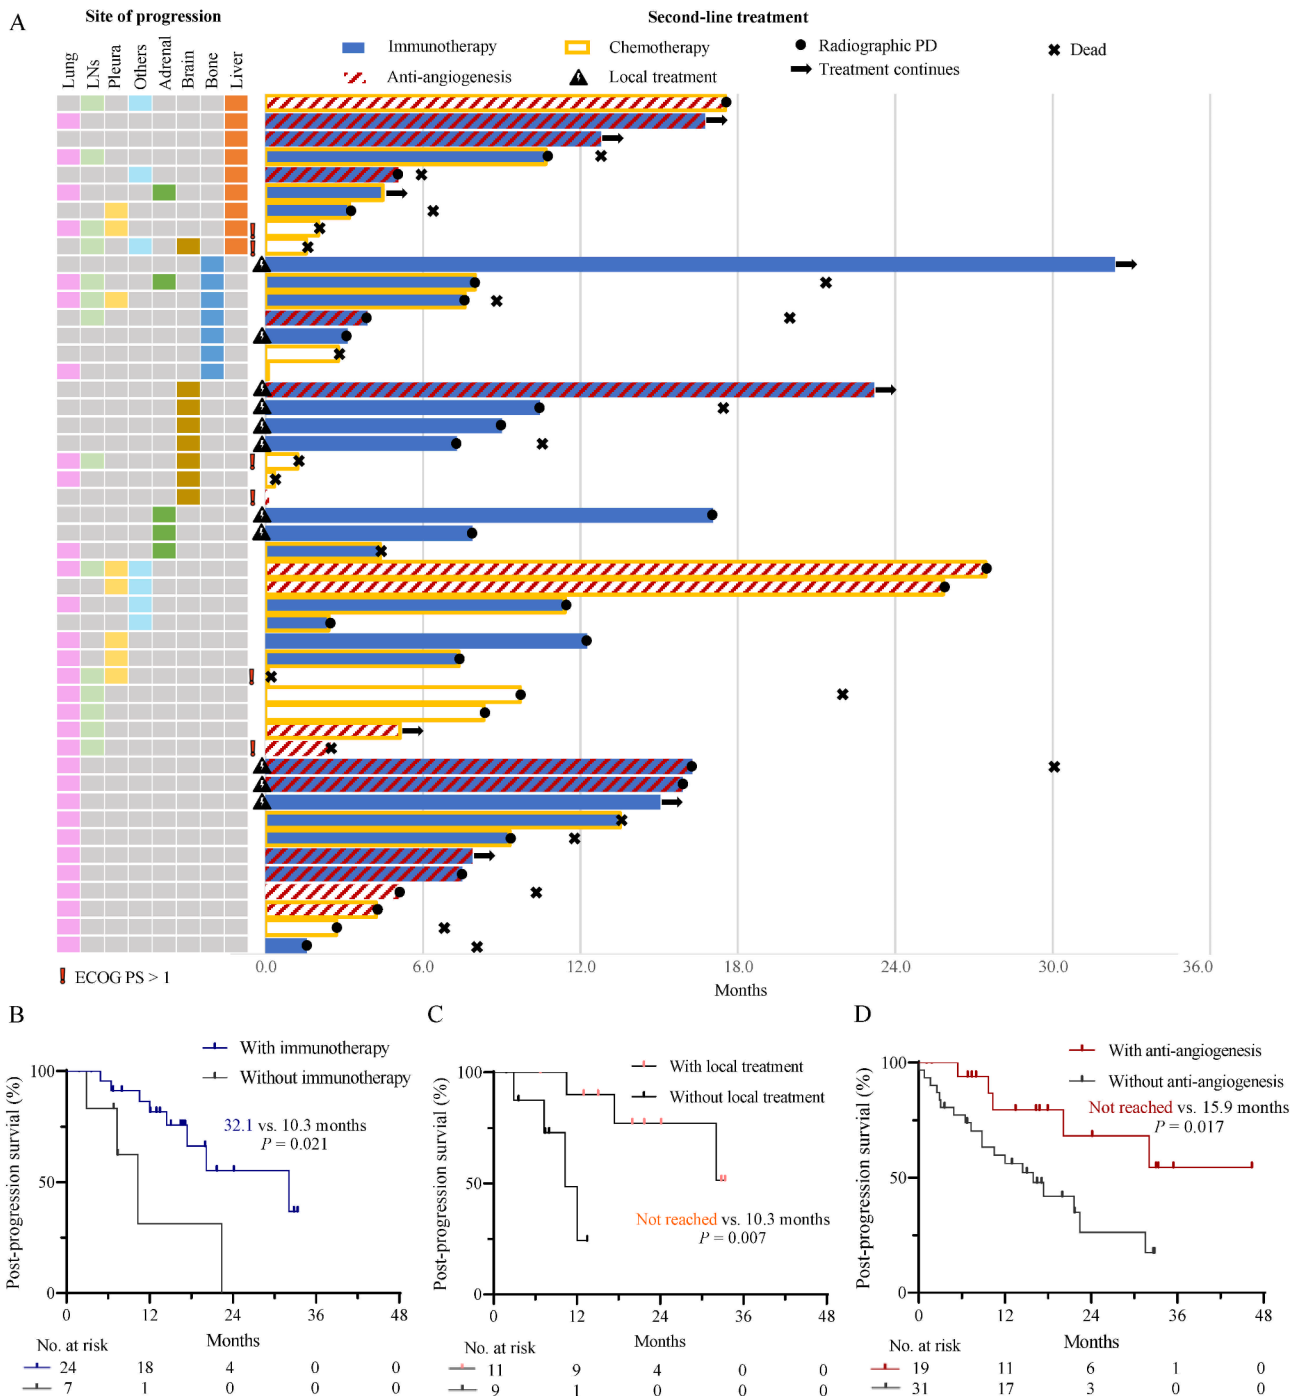 A
Site of progression
Second-line treatment
Lung
LNs
Pleura
Others
Adrenal
Brain
Bone
Liver
Immunotherapy
Chemotherapy
Radiographic PD
Dead
Anti-angiogenesis
Local treatment
Treatment continues
0.0 6.0 12.0 18.0 24.0 30.0 36.0
Months
ECOG PS > 1
B
With immunotherapy
Without immunotherapy
32.1 vs. 10.3 months
P = 0.021
Post-progression survial (%)
100
50
0
0 12 24 36 48
Months
No. at risk
24 18 4 0 0
7 1 0 0 0
C
With local treatment
Without local treatment
Not reached vs. 10.3 months
P = 0.007
Post-progression survial (%)
100
50
0
0 12 24 36 48
Months
No. at risk
11 9 4 0 0
9 1 0 0 0
D
With anti-angiogenesis
Without anti-angiogenesis
Not reached vs. 15.9 months
P = 0.017
Post-progression survial (%)
100
50
0
0 12 24 36 48
Months
No. at risk
19 11 6 1 0
31 17 3 0 0